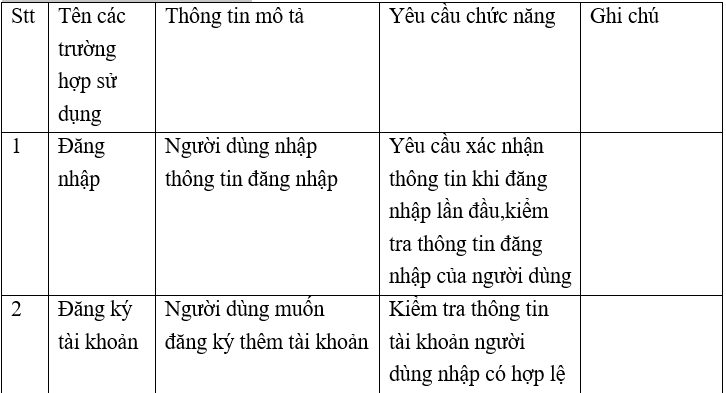 Stt
Tên các
trường
hợp sử
dụng
Thông tin mô tả
Yêu cầu chức năng
Ghi chú
1
Đăng
nhập
Người dùng nhập
thông tin đăng nhập
Yêu cầu xác nhận
thông tin khi đăng
nhập lần đầu,kiểm
tra thông tin đăng
nhập của người dùng
2
Đăng ký
tài khoản
Người dùng muốn
đăng ký thêm tài khoản
Kiểm tra thông tin
tài khoản người
dùng nhập có hợp lệ